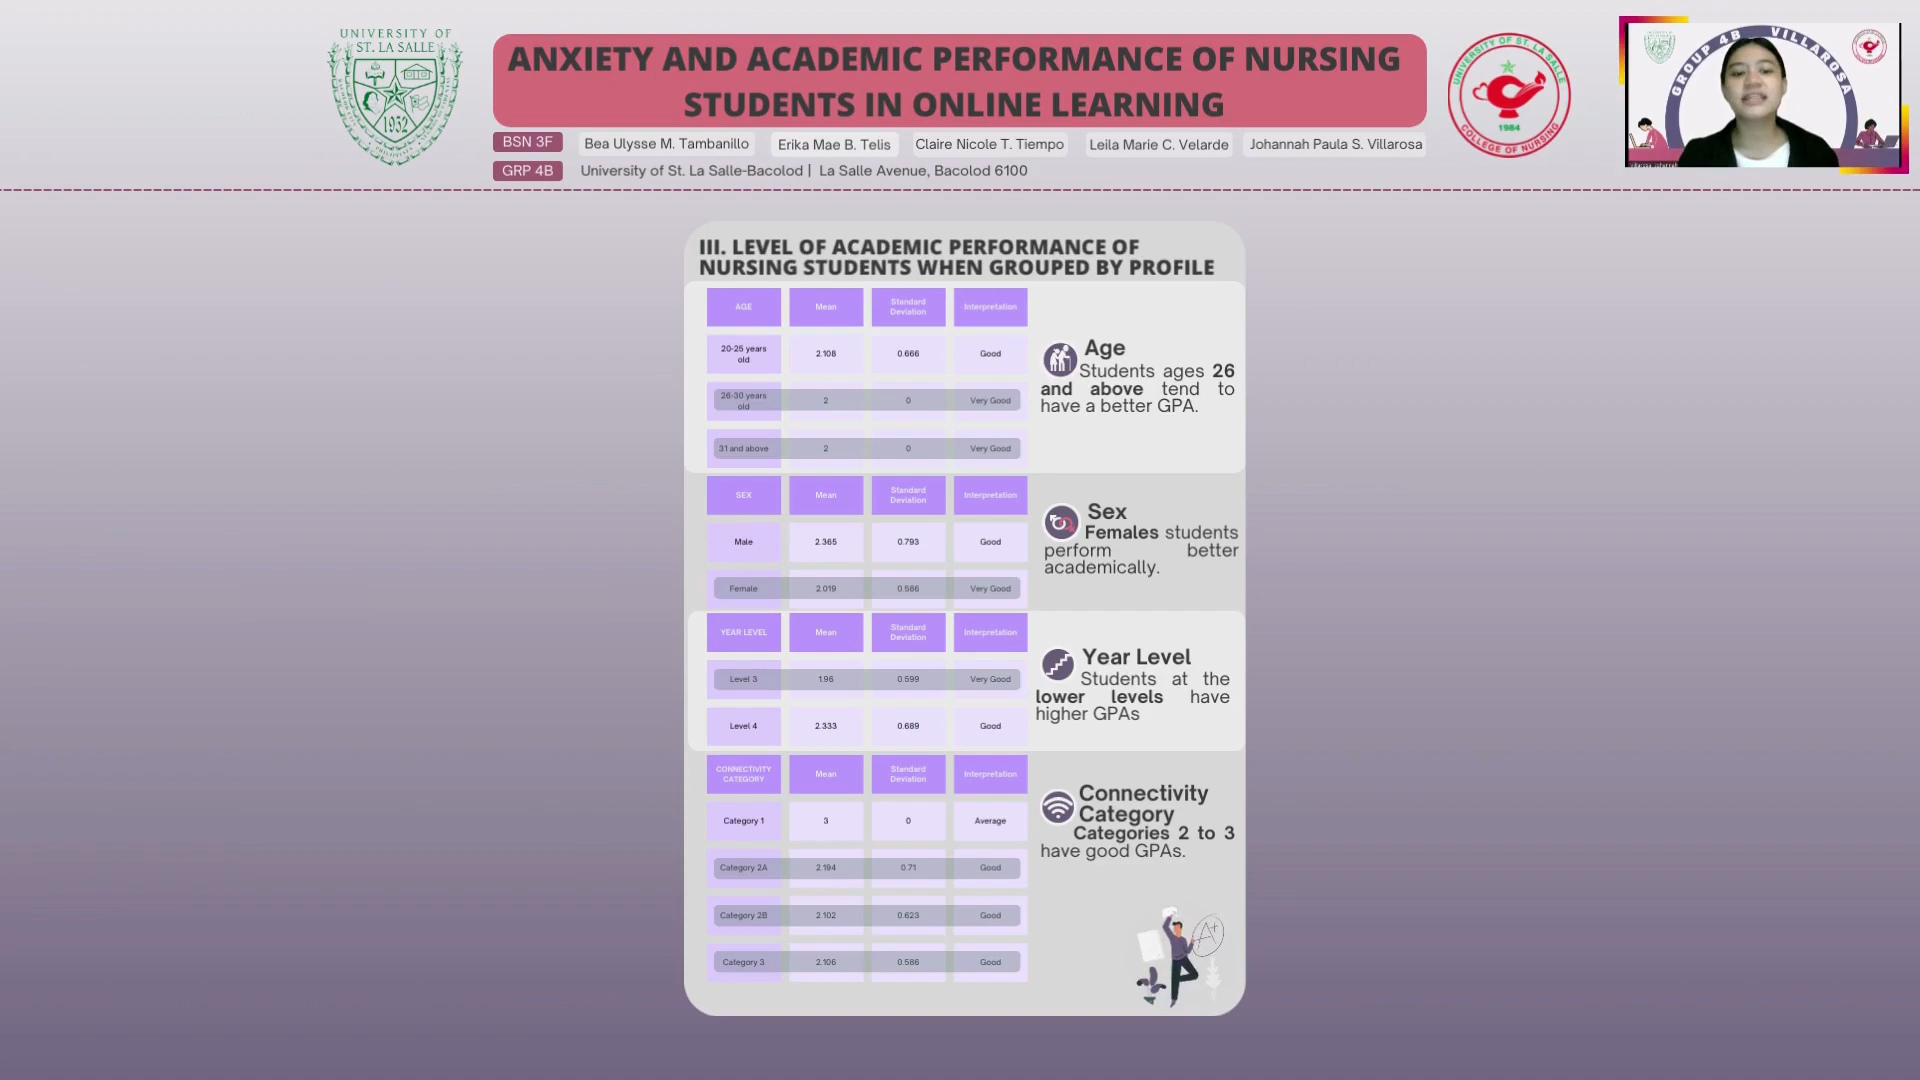 UNIVERSITY OF
ST. LA SALLE
1952
ANXIETY AND ACADEMIC PERFORMANCE OF NURSING
STUDENTS IN ONLINE LEARNING
BSN 3F
Bea Ulysse M. Tambanillo
Erika Mae B. Telis
Claire Nicole T. Tiempo
Leila Marie C. Velarde
Johannah Paula S. Villarosa
GRP 4B
University of St. La Salle-Bacolod | La Salle Avenue, Bacolod 6100
UNIVERSITY OF ST. LA SALLE
1984
COLLEGE OF NURSING
GROUP 4B VILLAROSA
III. LEVEL OF ACADEMIC PERFORMANCE OF
NURSING STUDENTS WHEN GROUPED BY PROFILE
AGE Mean Standard Deviation Interpretation
20-25 years old 2.108 0.666 Good
26-30 years old 2 0 Very Good
31 and above 2 0 Very Good
Age
Students ages 26
and above tend to
have a better GPA.
SEX Mean Standard Deviation Interpretation
Male 2.365 0.793 Good
Female 2.019 0.586 Very Good
Sex
Females students
perform better
academically.
YEAR LEVEL Mean Standard Deviation Interpretation
Level 3 1.96 0.599 Very Good
Level 4 2.333 0.689 Good
Year Level
Students at the
lower levels have
higher GPAs
CONNECTIVITY CATEGORY Mean Standard Deviation Interpretation
Category 1 3 0 Average
Category 2A 2.194 0.71 Good
Category 2B 2.102 0.623 Good
Category 3 2.106 0.586 Good
Connectivity
Category
Categories 2 to 3
have good GPAs.
A+